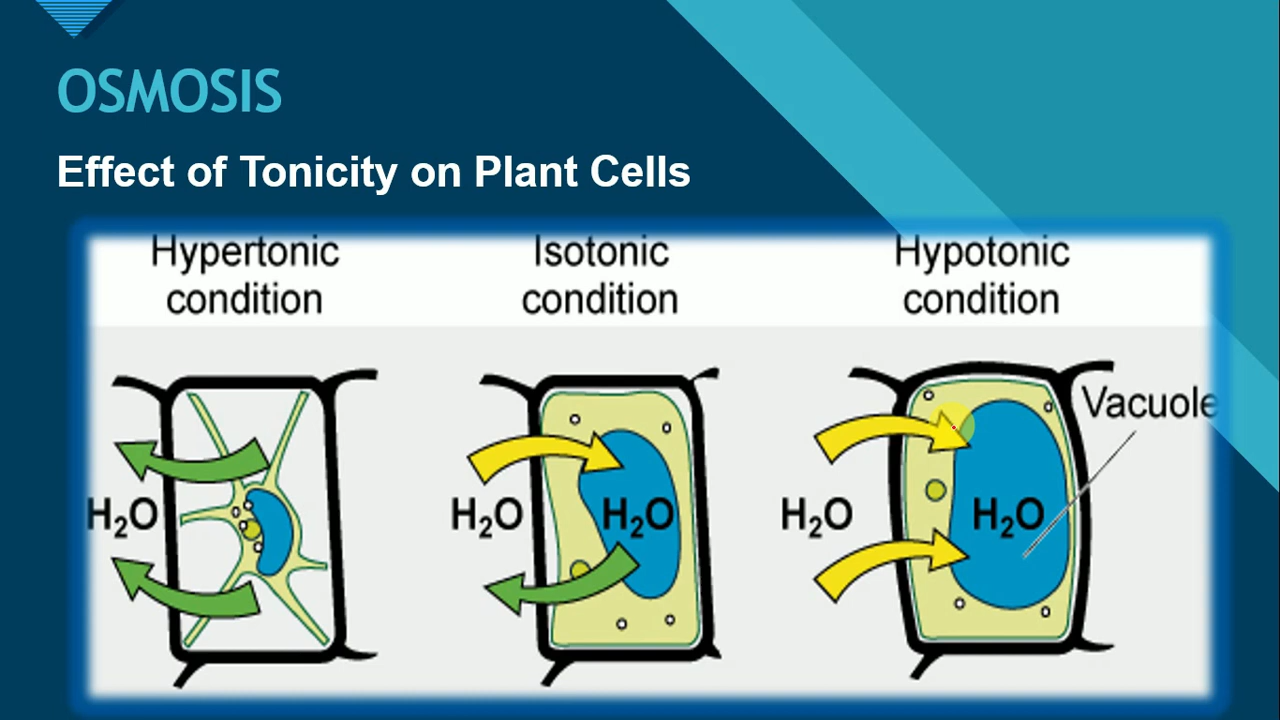 OSMOSIS
Effect of Tonicity on Plant Cells
Hypertonic
condition
Isotonic
condition
Hypotonic
condition
Vacuole
H₂O
H₂O
H₂O
H₂O
H₂O